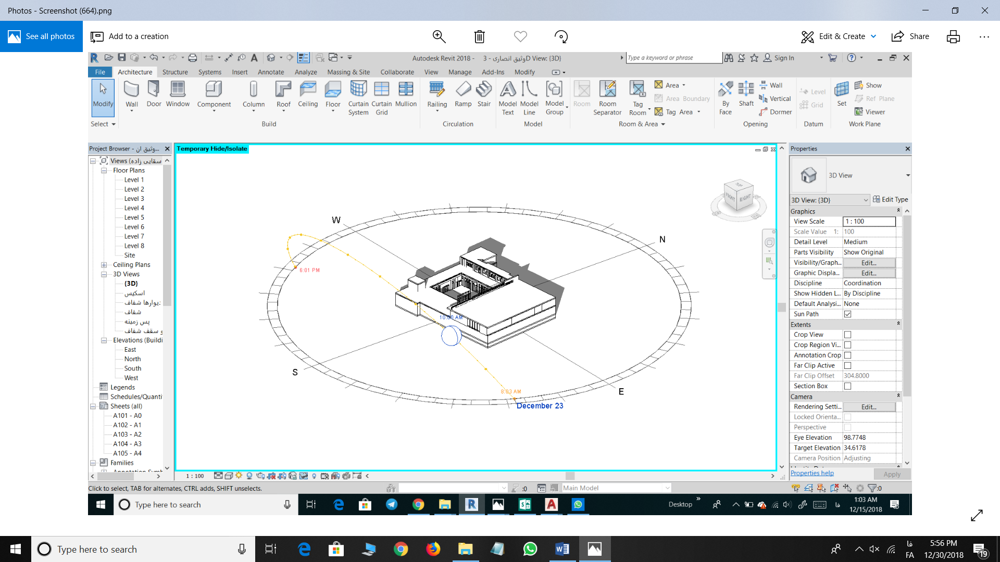 Photos - Screenshot (664).png
See all photos
Add to a creation
Edit & Create
Share
Autodesk Revit 2018 - وثیق انصاری - 3D View: {3D}
Type a keyword or phrase
Sign In
File Architecture Structure Systems Insert Annotate Analyze Massing & Site Collaborate View Manage Add-Ins Modify
Modify
Wall
Door
Window
Component
Column
Roof
Ceiling
Floor
Curtain System
Curtain Grid
Mullion
Railing
Ramp
Stair
Model Text
Model Line
Model Group
Room
Room Separator
Tag Room
Area
Area Boundary
Tag Area
By Face
Shaft
Wall
Vertical
Dormer
Level
Grid
Set
Show
Ref Plane
Viewer
Select
Build
Circulation
Model
Room & Area
Opening
Datum
Work Plane
Project Browser - وثیق ان...
Views (سقایی زاده
Floor Plans
Level 1
Level 2
Level 3
Level 4
Level 5
Level 6
Level 7
Level 8
Site
Ceiling Plans
3D Views
{3D}
اسکیس
دیوارها شفاف
شفاف
پس زمینه
و سقف شفاف
Elevations (Buildi
East
North
South
West
Legends
Schedules/Quanti
Sheets (all)
A101 - A0
A102 - A1
A103 - A2
A104 - A3
A105 - A4
Families
Temporary Hide/Isolate
W
N
S
E
6:01 PM
10:00 AM
8:03 AM
December 23
TOP
FRONT
RIGHT
Properties
3D View
3D View: {3D}
Edit Type
Graphics
View Scale 1 : 100
Scale Value 1: 100
Detail Level Medium
Parts Visibility Show Original
Visibility/Graph... Edit...
Graphic Displa... Edit...
Discipline Coordination
Show Hidden L... By Discipline
Default Analysi... None
Sun Path
Extents
Crop View
Crop Region Vi...
Annotation Crop
Far Clip Active
Far Clip Offset 304.8000
Section Box
Camera
Rendering Setti... Edit...
Locked Orienta...
Perspective
Eye Elevation 98.7748
Target Elevation 34.6178
Camera Position Adjusting
Properties help
Apply
1 : 100
Click to select, TAB for alternates, CTRL adds, SHIFT unselects.
:0
Main Model
:0
Type here to search
Desktop
فا
1:03 AM
12/15/2018
Type here to search
فا
FA
5:56 PM
12/30/2018
19